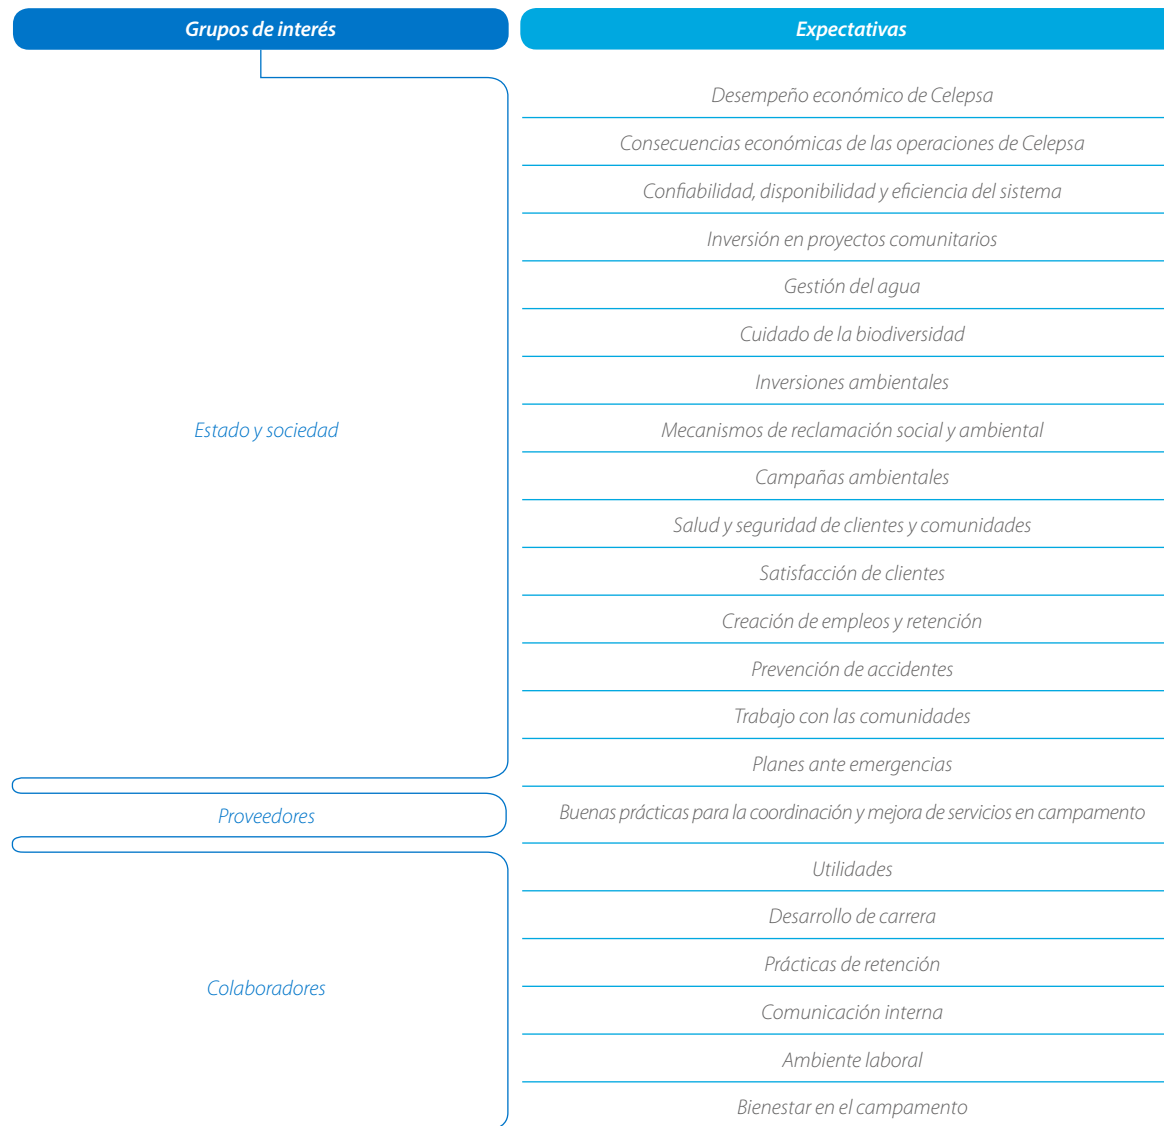 Grupos de interés
Expectativas
Estado y sociedad
Desempeño económico de Celepsa
Consecuencias económicas de las operaciones de Celepsa
Confiabilidad, disponibilidad y eficiencia del sistema
Inversión en proyectos comunitarios
Gestión del agua
Cuidado de la biodiversidad
Inversiones ambientales
Mecanismos de reclamación social y ambiental
Campañas ambientales
Salud y seguridad de clientes y comunidades
Satisfacción de clientes
Creación de empleos y retención
Prevención de accidentes
Trabajo con las comunidades
Planes ante emergencias
Proveedores
Buenas prácticas para la coordinación y mejora de servicios en campamento
Colaboradores
Utilidades
Desarrollo de carrera
Prácticas de retención
Comunicación interna
Ambiente laboral
Bienestar en el campamento